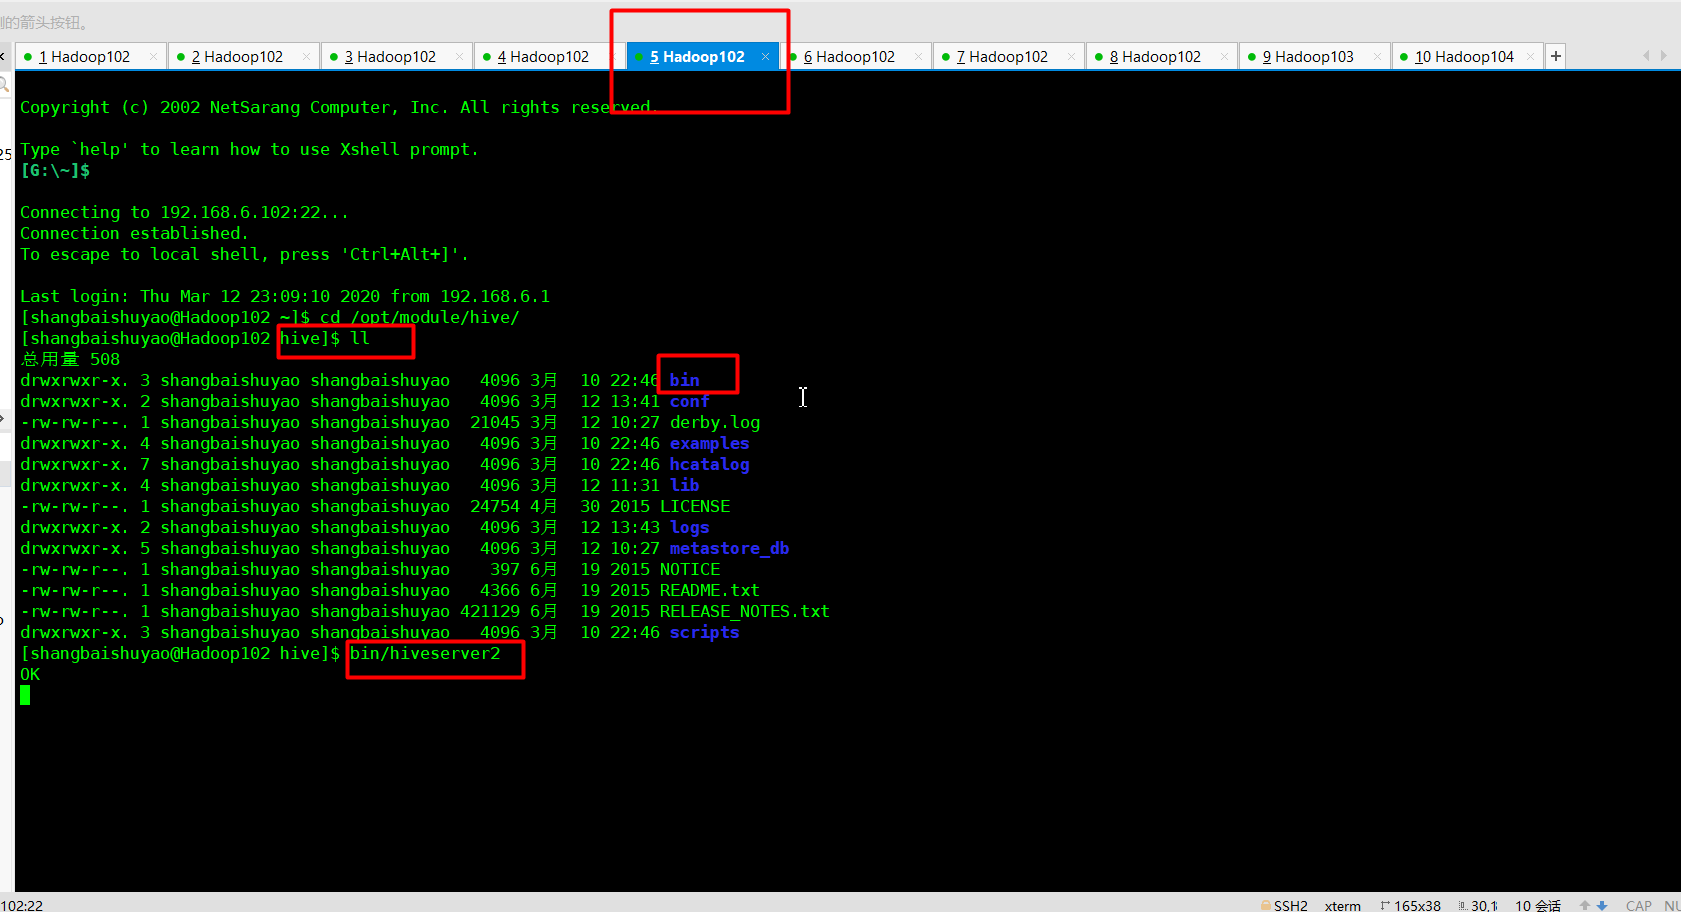 侧的箭头按钮。
1 Hadoop102 2 Hadoop102 3 Hadoop102 4 Hadoop102 5 Hadoop102 6 Hadoop102 7 Hadoop102 8 Hadoop102 9 Hadoop103 10 Hadoop104 +
Copyright (c) 2002 NetSarang Computer, Inc. All rights reserved.
Type `help' to learn how to use Xshell prompt.
[G:\~]$
Connecting to 192.168.6.102:22...
Connection established.
To escape to local shell, press 'Ctrl+Alt+]'.
Last login: Thu Mar 12 23:09:10 2020 from 192.168.6.1
[shangbaishuyao@Hadoop102 ~]$ cd /opt/module/hive/
[shangbaishuyao@Hadoop102 hive]$ ll
总用量 508
drwxrwxr-x. 3 shangbaishuyao shangbaishuyao 4096 3月 10 22:46 bin
drwxrwxr-x. 2 shangbaishuyao shangbaishuyao 4096 3月 12 13:41 conf
-rw-rw-r--. 1 shangbaishuyao shangbaishuyao 21045 3月 12 10:27 derby.log
drwxrwxr-x. 4 shangbaishuyao shangbaishuyao 4096 3月 10 22:46 examples
drwxrwxr-x. 7 shangbaishuyao shangbaishuyao 4096 3月 10 22:46 hcatalog
drwxrwxr-x. 4 shangbaishuyao shangbaishuyao 4096 3月 12 11:31 lib
-rw-rw-r--. 1 shangbaishuyao shangbaishuyao 24754 4月 30 2015 LICENSE
drwxrwxr-x. 2 shangbaishuyao shangbaishuyao 4096 3月 12 13:43 logs
drwxrwxr-x. 5 shangbaishuyao shangbaishuyao 4096 3月 12 10:27 metastore_db
-rw-rw-r--. 1 shangbaishuyao shangbaishuyao 397 6月 19 2015 NOTICE
-rw-rw-r--. 1 shangbaishuyao shangbaishuyao 4366 6月 19 2015 README.txt
-rw-rw-r--. 1 shangbaishuyao shangbaishuyao 421129 6月 19 2015 RELEASE_NOTES.txt
drwxrwxr-x. 3 shangbaishuyao shangbaishuyao 4096 3月 10 22:46 scripts
[shangbaishuyao@Hadoop102 hive]$ bin/hiveserver2
OK
102:22 SSH2 xterm 165x38 30,1 10 会话 CAP NU